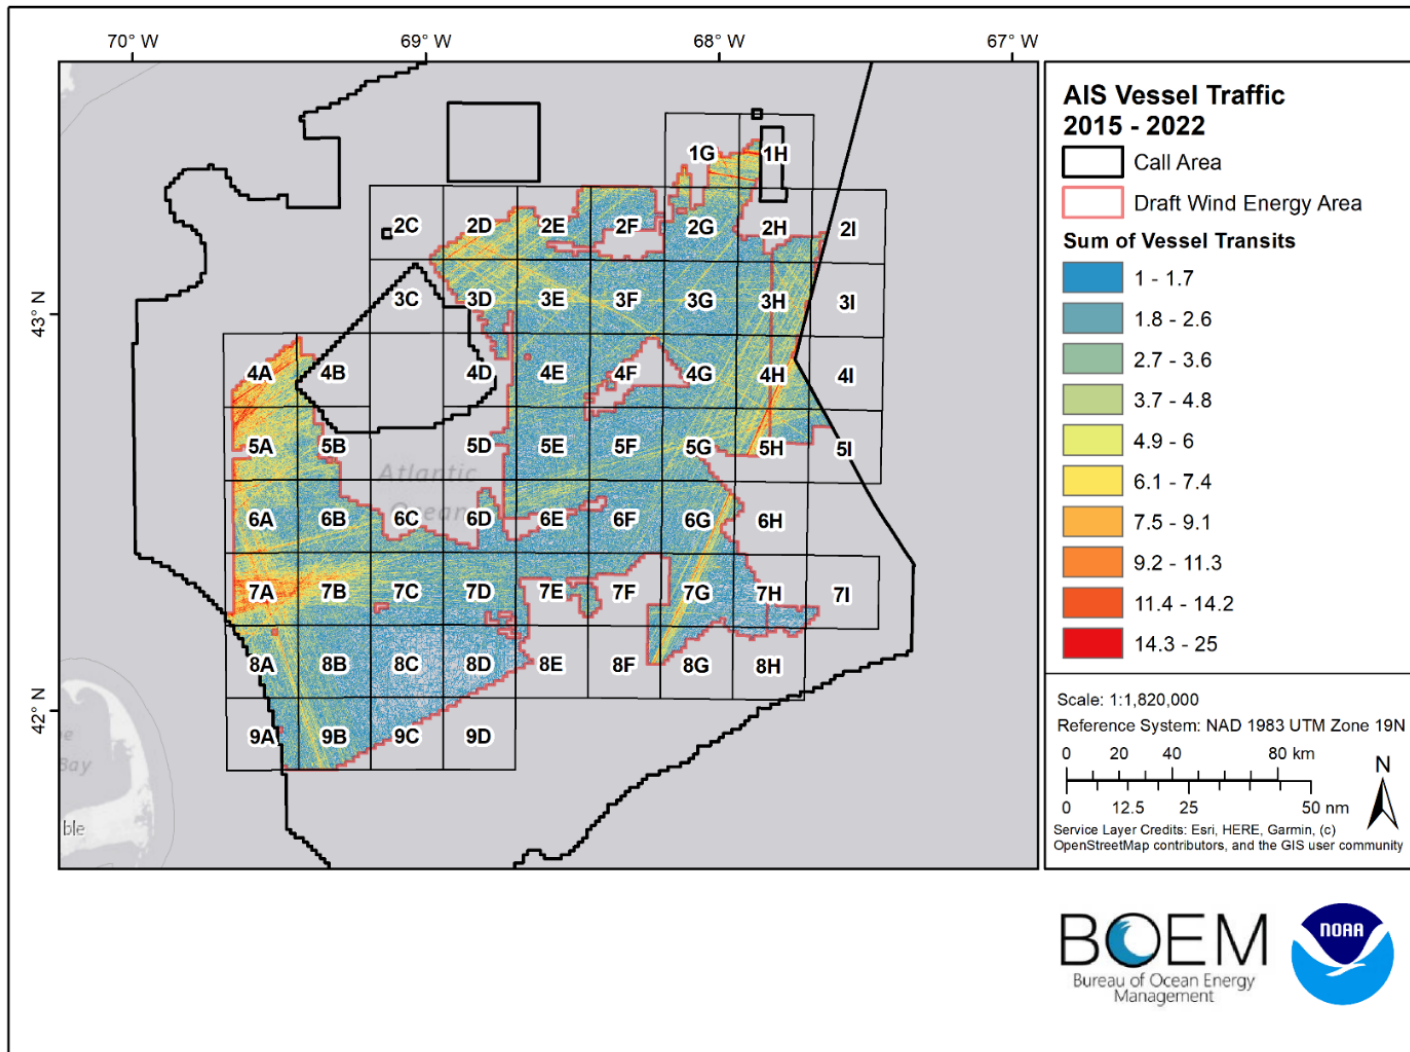 70° W 69° W 68° W 67° W
43° N
42° N
1G 1H
2C 2D 2E 2F 2G 2H 2I
3C 3D 3E 3F 3G 3H 3I
4A 4B 4D 4E 4F 4G 4H 4I
5A 5B 5D 5E 5F 5G 5H 5I
Atlantic
Ocean
6A 6B 6C 6D 6E 6F 6G 6H
7A 7B 7C 7D 7E 7F 7G 7H 7I
8A 8B 8C 8D 8E 8F 8G 8H
9A 9B 9C 9D
Bay
ble
AIS Vessel Traffic
2015 - 2022
Call Area
Draft Wind Energy Area
Sum of Vessel Transits
1 - 1.7
1.8 - 2.6
2.7 - 3.6
3.7 - 4.8
4.9 - 6
6.1 - 7.4
7.5 - 9.1
9.2 - 11.3
11.4 - 14.2
14.3 - 25
Scale: 1:1,820,000
Reference System: NAD 1983 UTM Zone 19N
0 20 40 80 km
0 12.5 25 50 nm
N
Service Layer Credits: Esri, HERE, Garmin, (c)
OpenStreetMap contributors, and the GIS user community
BOEM
Bureau of Ocean Energy
Management
NOAA